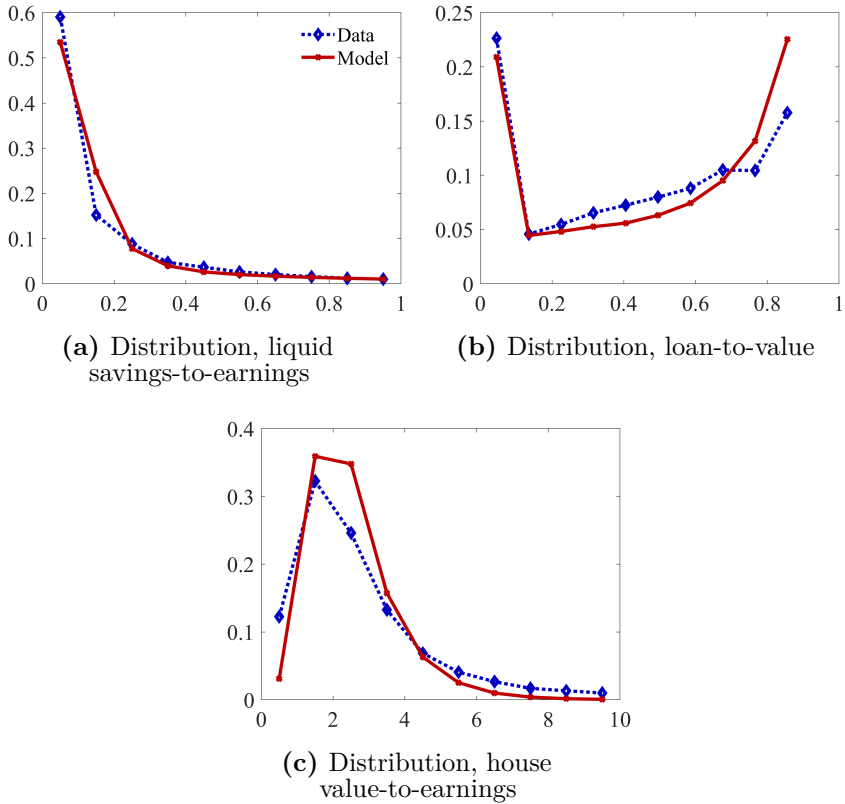 0.6
0.5
0.4
0.3
0.2
0.1
0
0 0.2 0.4 0.6 0.8 1
Data
Model
(a) Distribution, liquid
savings-to-earnings
0.25
0.2
0.15
0.1
0.05
0
0 0.2 0.4 0.6 0.8 1
(b) Distribution, loan-to-value
0.4
0.3
0.2
0.1
0
0 2 4 6 8 10
(c) Distribution, house
value-to-earnings